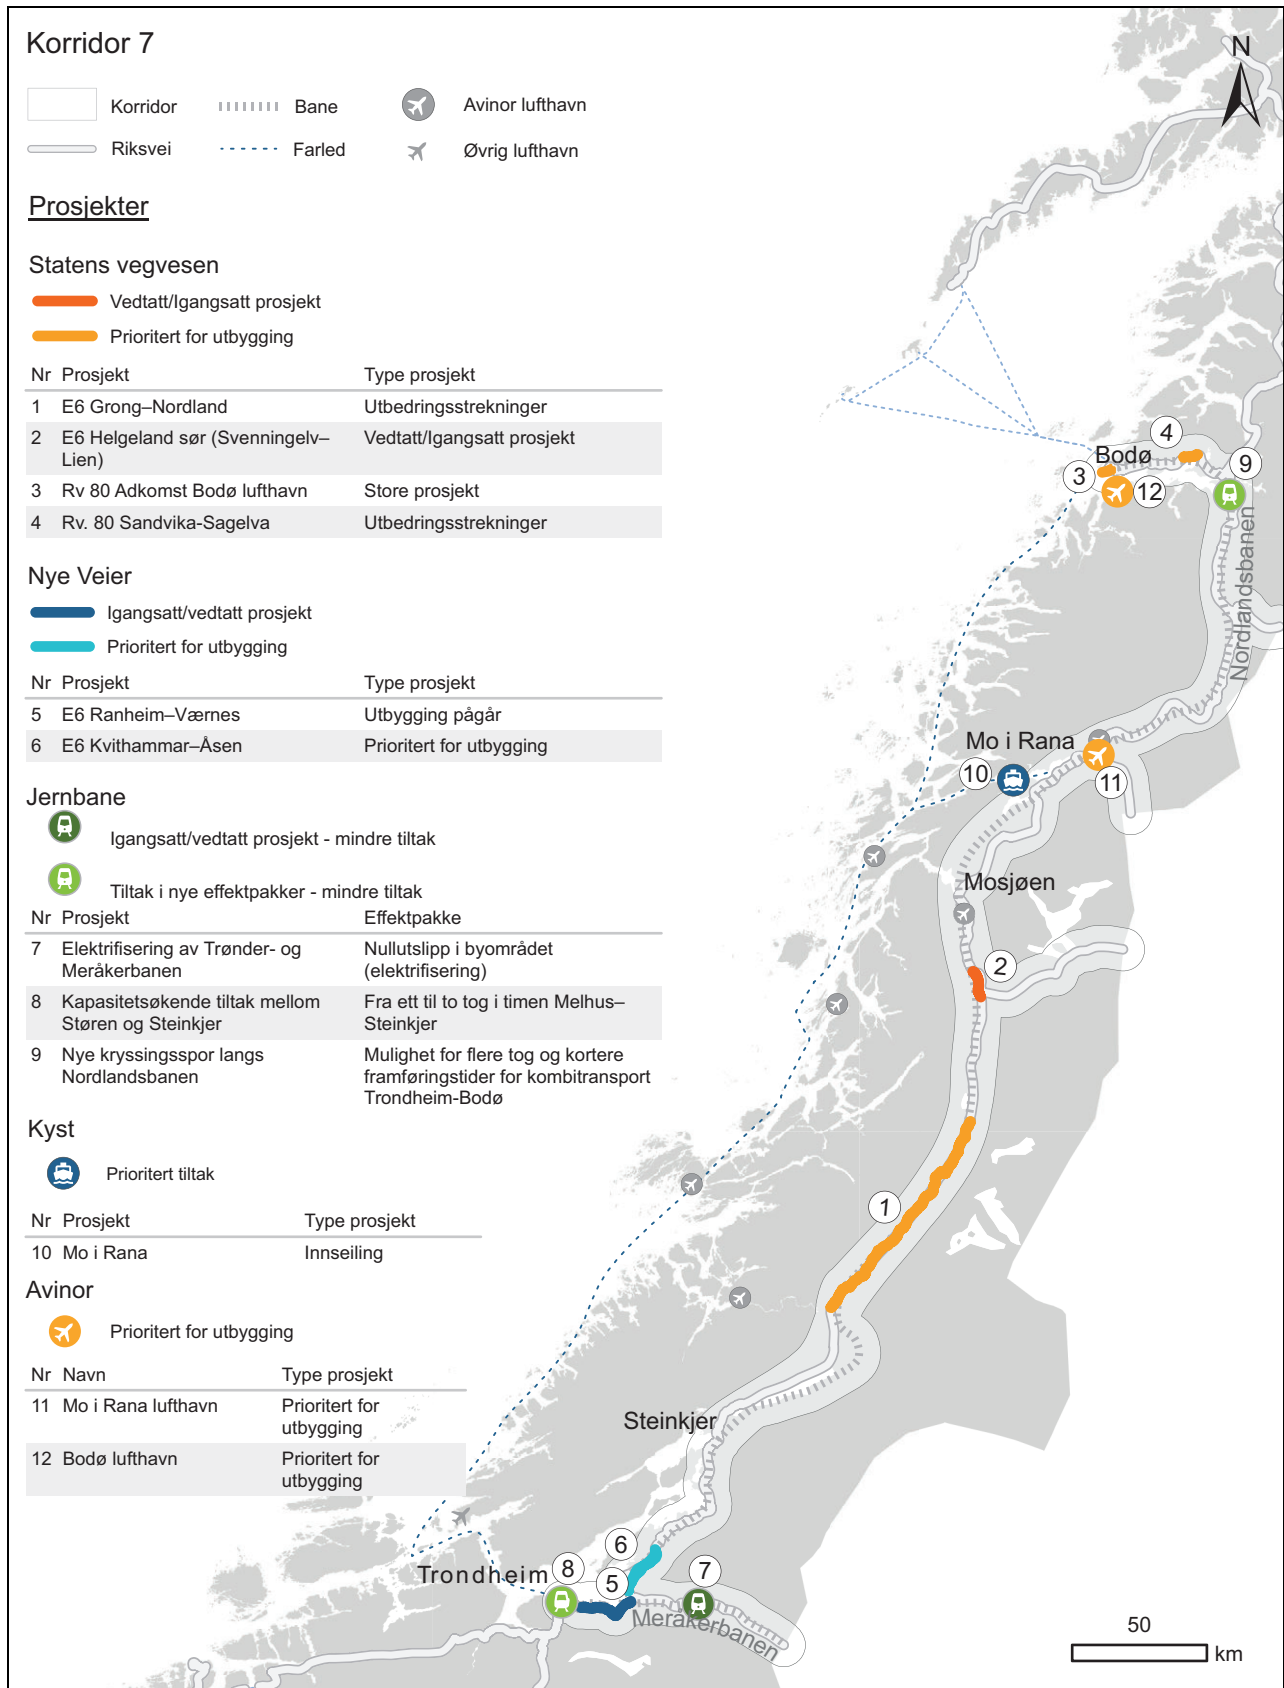 Korridor 7
Korridor
Bane
Avinor lufthavn
Riksvei
Farled
Øvrig lufthavn
Prosjekter
Statens vegvesen
Vedtatt/Igangsatt prosjekt
Prioritert for utbygging
Nr Prosjekt Type prosjekt
1 E6 Grong–Nordland Utbedringsstrekninger
2 E6 Helgeland sør (Svenningelv– Vedtatt/Igangsatt prosjekt
Lien)
3 Rv 80 Adkomst Bodø lufthavn Store prosjekt
4 Rv. 80 Sandvika-Sagelva Utbedringsstrekninger
Nye Veier
Igangsatt/vedtatt prosjekt
Prioritert for utbygging
Nr Prosjekt Type prosjekt
5 E6 Ranheim–Værnes Utbygging pågår
6 E6 Kvithammar–Åsen Prioritert for utbygging
Jernbane
Igangsatt/vedtatt prosjekt - mindre tiltak
Tiltak i nye effektpakker - mindre tiltak
Nr Prosjekt Effektpakke
7 Elektrifisering av Trønder- og Nullutslipp i byområdet
Meråkerbanen (elektrifisering)
8 Kapasitetsøkende tiltak mellom Fra ett til to tog i timen Melhus–
Støren og Steinkjer Steinkjer
9 Nye kryssingsspor langs Mulighet for flere tog og kortere
Nordlandsbanen framføringstider for kombitransport
Trondheim-Bodø
Kyst
Prioritert tiltak
Nr Prosjekt Type prosjekt
10 Mo i Rana Innseiling
Avinor
Prioritert for utbygging
Nr Navn Type prosjekt
11 Mo i Rana lufthavn Prioritert for
utbygging
12 Bodø lufthavn Prioritert for
utbygging
N
4
Bodø
9
3
12
Nordlandsbanen
Mo i Rana
10
11
Mosjøen
2
1
Steinkjer
6
Trondheim
8
5
7
Meråkerbanen
50
km